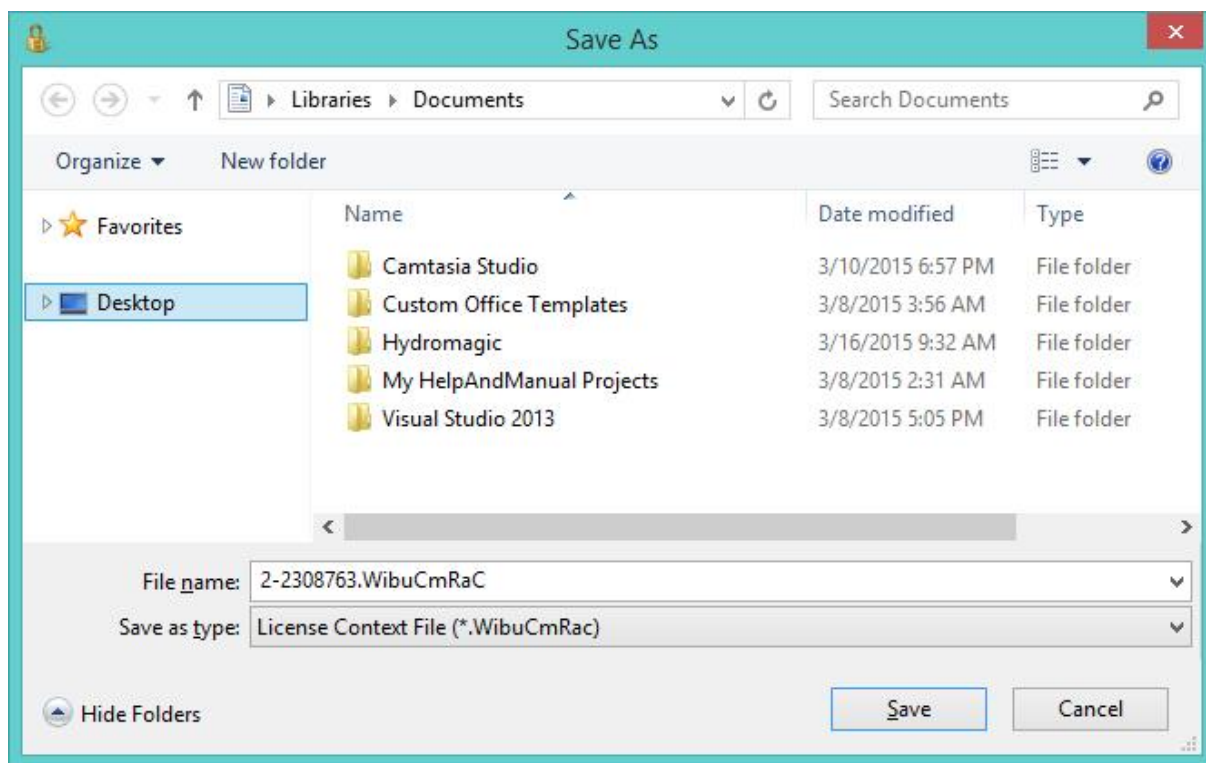 Save As
Libraries Documents
Search Documents
Organize
New folder
Name Date modified Type
Favorites
Desktop
Camtasia Studio 3/10/2015 6:57 PM File folder
Custom Office Templates 3/8/2015 3:56 AM File folder
Hydromagic 3/16/2015 9:32 AM File folder
My HelpAndManual Projects 3/8/2015 2:31 AM File folder
Visual Studio 2013 3/8/2015 5:05 PM File folder
File name: 2-2308763.WibuCmRaC
Save as type: License Context File (*.WibuCmRac)
Hide Folders
Save
Cancel